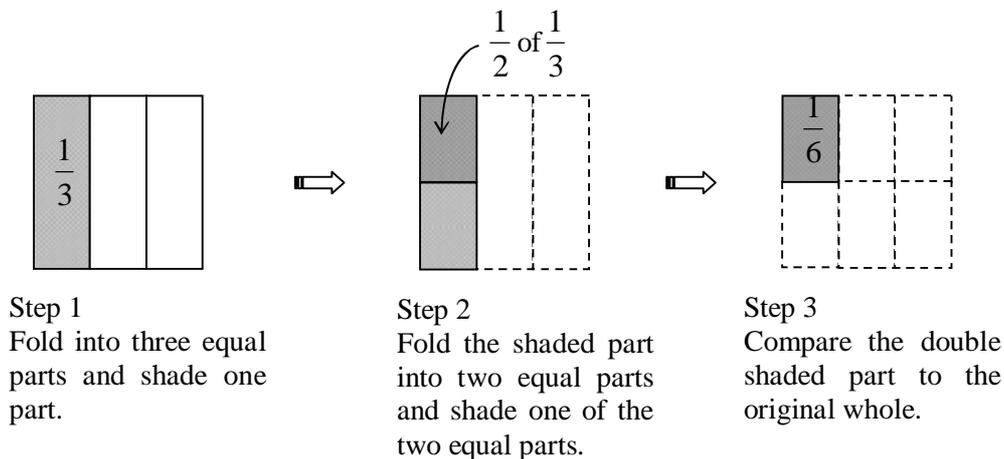 1/2 of 1/3
1/3
1/6
Step 1
Fold into three equal
parts and shade one
part.
Step 2
Fold the shaded part
into two equal parts
and shade one of the
two equal parts.
Step 3
Compare the double
shaded part to the
original whole.